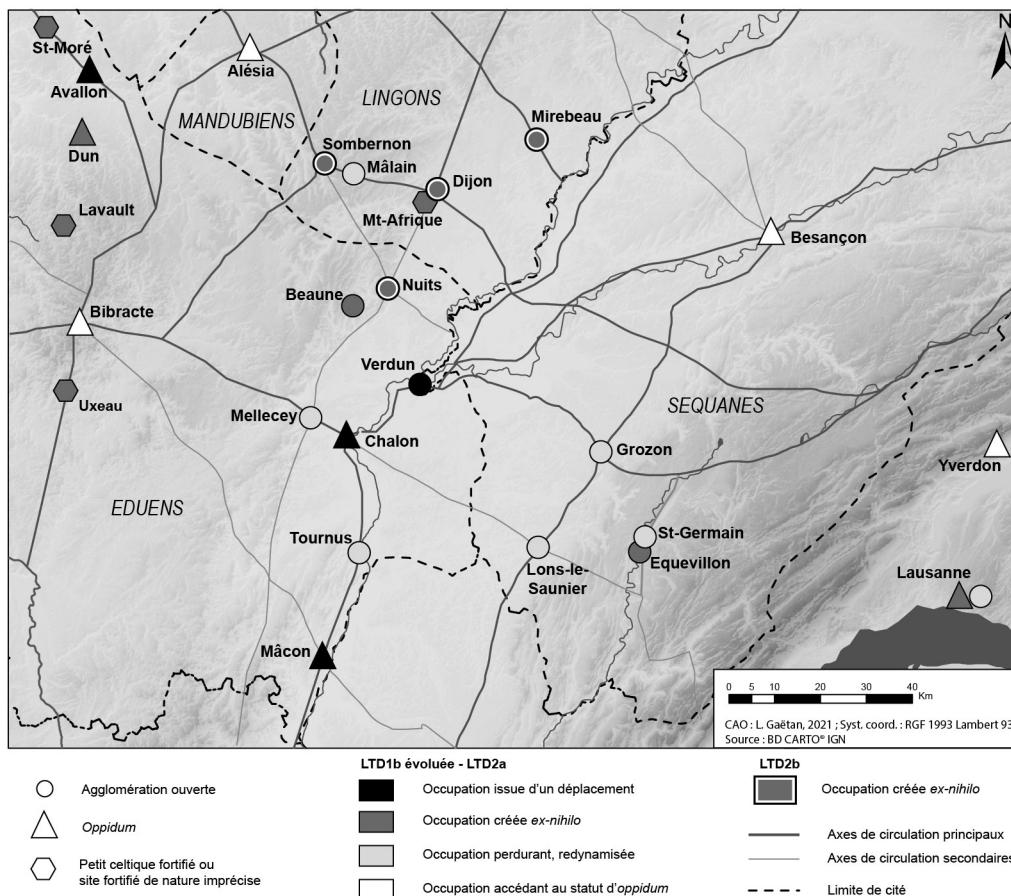 N
St-Moré
Avallon
Alésia
LINGONS
MANDUBIENS
Mirebeau
Dun
Sombernon
Mâlain
Dijon
Lavault
Mt-Afrique
Besançon
Beaune
Nuits
Bibracte
Verdun
Uxeau
Mellecey
SEQUANES
Chalon
Grozon
Yverdon
EDUENS
Tournus
St-Germain
Lons-le-
Saunier
Equevillon
Lausanne
Mâcon
0 5 10 20 30 40
Km
CAO : L. Gaëtan, 2021 ; Syst. coord. : RGF 1993 Lambert 93
Source : BD CARTO® IGN
Agglomération ouverte
Oppidum
Petit celtique fortifié ou
site fortifié de nature imprécise
LTD1b évoluée - LTD2a
Occupation issue d'un déplacement
Occupation créée ex-nihilo
Occupation perdurant, redynamisée
Occupation accédant au statut d'oppidum
LTD2b
Occupation créée ex-nihilo
Axes de circulation principaux
Axes de circulation secondaires
Limite de cité